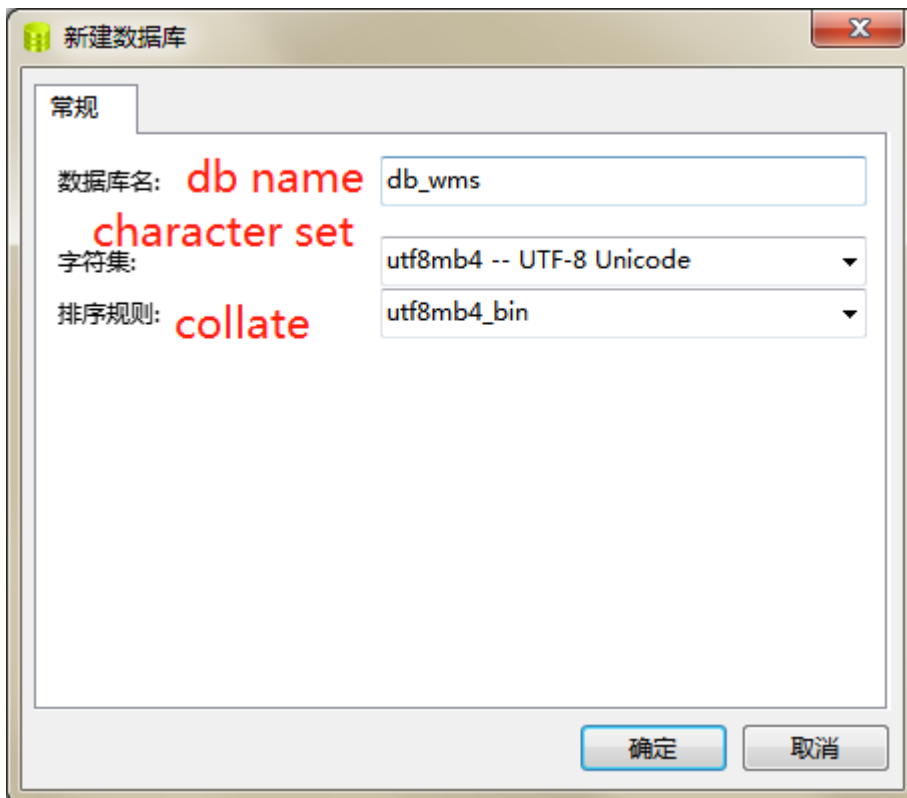 新建数据库
常规
数据库名: db name db_wms
character set
字符集: utf8mb4 -- UTF-8 Unicode
排序规则: collate utf8mb4_bin
确定 取消